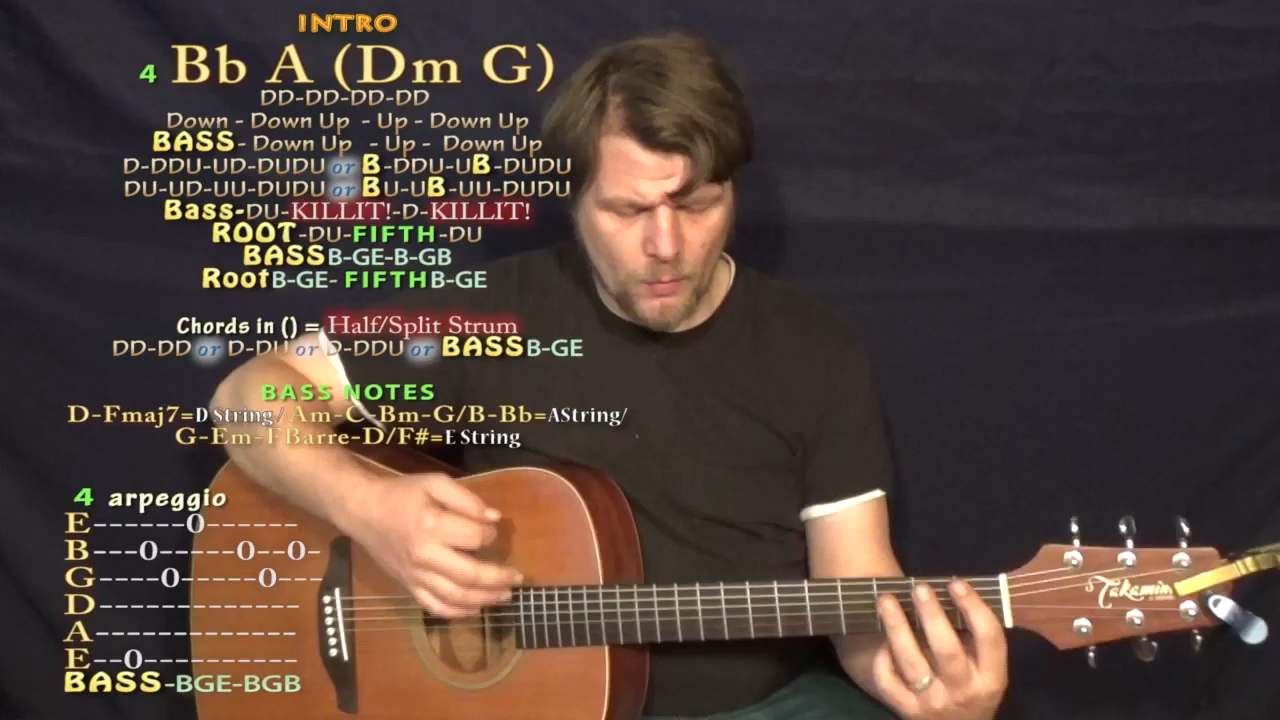 INTRO
4 Bb A (Dm G)
DD-DD-DD-DD
Down - Down Up - Up - Down Up
BASS - Down Up - Up - Down Up
D-DDU-UD-DUDU or B-DDU-UB-DUDU
DU-UD-UU-DUDU or BU-UB-UU-DUDU
Bass-DU-KILLIT!-D-KILLIT!
ROOT-DU-FIFTH-DU
BASSB-GE-B-GB
RootB-GE- FIFTHB-GE
Chords in () = Half/Split Strum
DD-DD or D-DU or D-DDU or BASSB-GE
BASS NOTES
D-Fmaj7=D String/ Am-C-Bm-G/B-Bb=AString/
G-Em-F Barre-D/F#=E String
4 arpeggio
E------0------
B---0-----0--0-
G----0-----0---
D--------------
A--------------
E--0-----------
BASS-BGE-BGB
Takamin